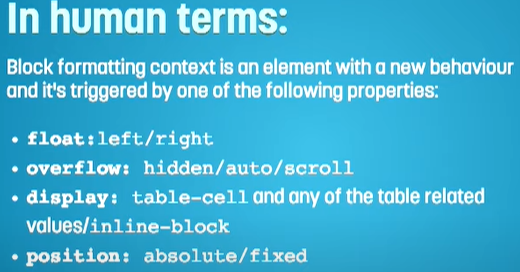 In human terms:
Block formatting context is an element with a new behaviour
and it's triggered by one of the following properties:
• float:left/right
• overflow: hidden/auto/scroll
• display: table-cell and any of the table related
values/inline-block
• position: absolute/fixed